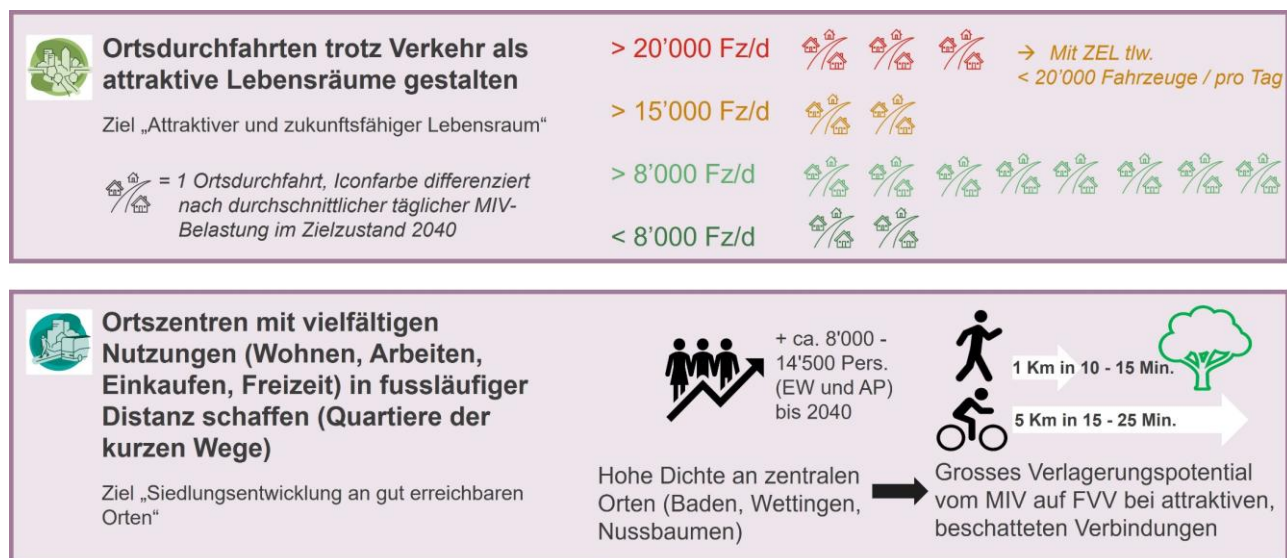 Ortsdurchfahrten trotz Verkehr als
attraktive Lebensräume gestalten
Ziel „Attraktiver und zukunftsfähiger Lebensraum“
= 1 Ortsdurchfahrt, Iconfarbe differenziert
nach durchschnittlicher täglicher MIV-
Belastung im Zielzustand 2040
> 20’000 Fz/d
→ Mit ZEL tlw.
< 20’000 Fahrzeuge / pro Tag
> 15’000 Fz/d
> 8’000 Fz/d
< 8’000 Fz/d
Ortszentren mit vielfältigen
Nutzungen (Wohnen, Arbeiten,
Einkaufen, Freizeit) in fussläufiger
Distanz schaffen (Quartiere der
kurzen Wege)
Ziel „Siedlungsentwicklung an gut erreichbaren
Orten“
+ ca. 8'000 -
14'500 Pers.
(EW und AP)
bis 2040
Hohe Dichte an zentralen
Orten (Baden, Wettingen,
Nussbaumen)
1 Km in 10 - 15 Min.
5 Km in 15 - 25 Min.
Grosses Verlagerungspotential
vom MIV auf FVV bei attraktiven,
beschatteten Verbindungen